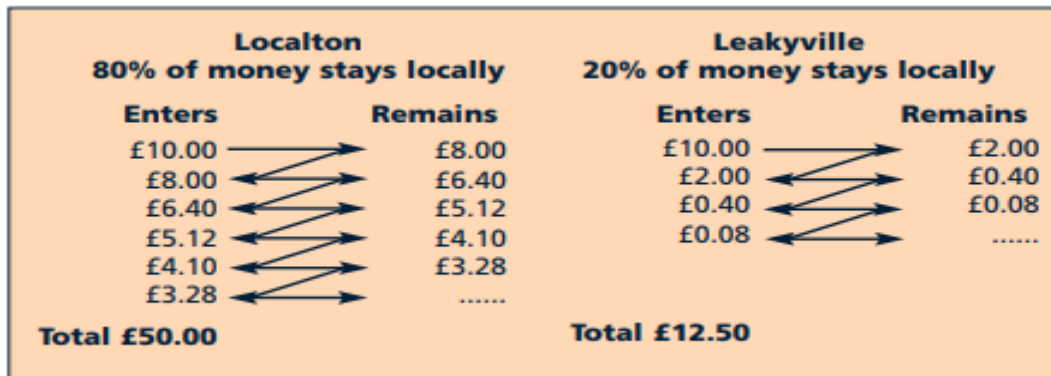 Localton
80% of money stays locally
Enters Remains
£10.00 £8.00
£8.00 £6.40
£6.40 £5.12
£5.12 £4.10
£4.10 £3.28
£3.28 ......
Total £50.00
Leakyville
20% of money stays locally
Enters Remains
£10.00 £2.00
£2.00 £0.40
£0.40 £0.08
£0.08 ......
Total £12.50